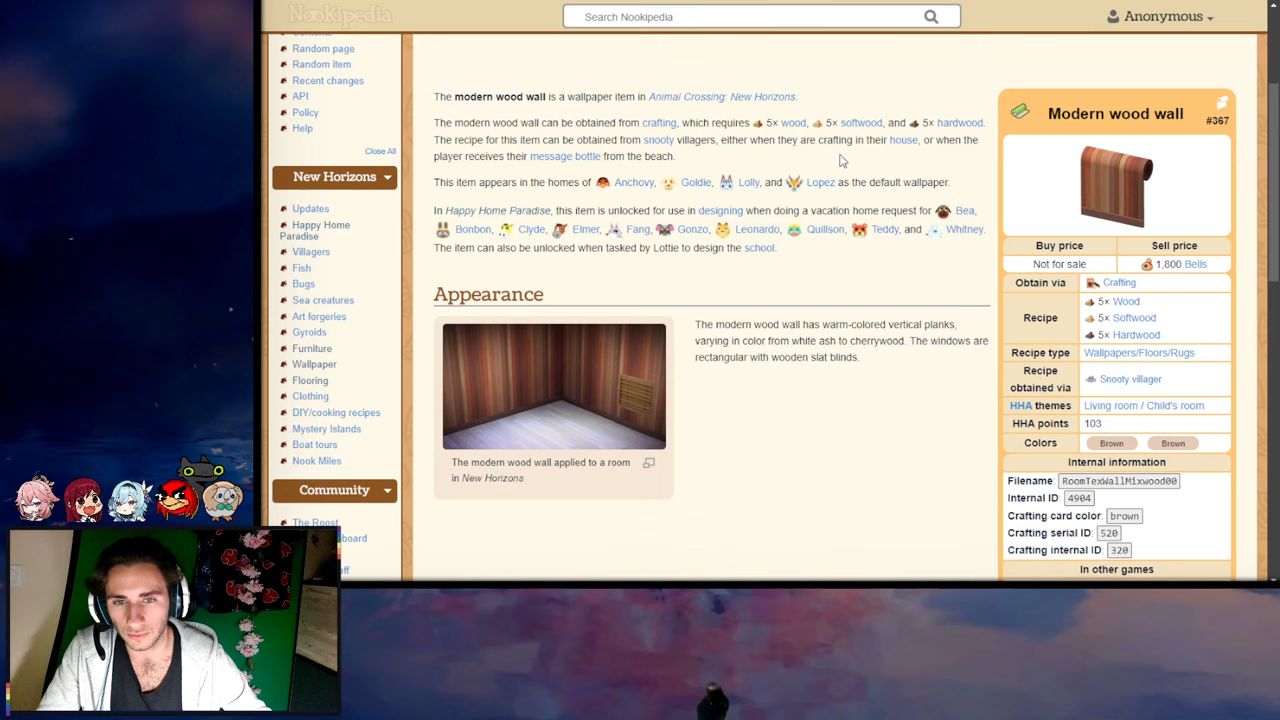 Nookipedia
Search Nookipedia
Anonymous
Random page
Random item
Recent changes
API
Policy
Help
Close All
New Horizons
Updates
Happy Home
Paradise
Villagers
Fish
Bugs
Sea creatures
Art forgeries
Gyroids
Furniture
Wallpaper
Flooring
Clothing
DIY/cooking recipes
Mystery Islands
Boat tours
Nook Miles
Community
The Roost
The modern wood wall is a wallpaper item in Animal Crossing: New Horizons.
The modern wood wall can be obtained from crafting, which requires 5× wood, 5× softwood, and 5× hardwood.
The recipe for this item can be obtained from snooty villagers, either when they are crafting in their house, or when the
player receives their message bottle from the beach.
This item appears in the homes of Anchovy, Goldie, Lolly, and Lopez as the default wallpaper.
In Happy Home Paradise, this item is unlocked for use in designing when doing a vacation home request for Bea,
Bonbon, Clyde, Elmer, Fang, Gonzo, Leonardo, Quillson, Teddy, and Whitney.
The item can also be unlocked when tasked by Lottie to design the school.
Appearance
The modern wood wall applied to a room
in New Horizons
The modern wood wall has warm-colored vertical planks,
varying in color from white ash to cherrywood. The windows are
rectangular with wooden slat blinds.
Modern wood wall
#367
Buy price Sell price
Not for sale 1,800 Bells
Obtain via Crafting
Recipe 5× Wood
5× Softwood
5× Hardwood
Recipe type Wallpapers/Floors/Rugs
Recipe
obtained via Snooty villager
HHA themes Living room / Child's room
HHA points 103
Colors Brown Brown
Internal information
Filename: RoomTexWallMixwood00
Internal ID: 4904
Crafting card color: brown
Crafting serial ID: 520
Crafting internal ID: 320
In other games